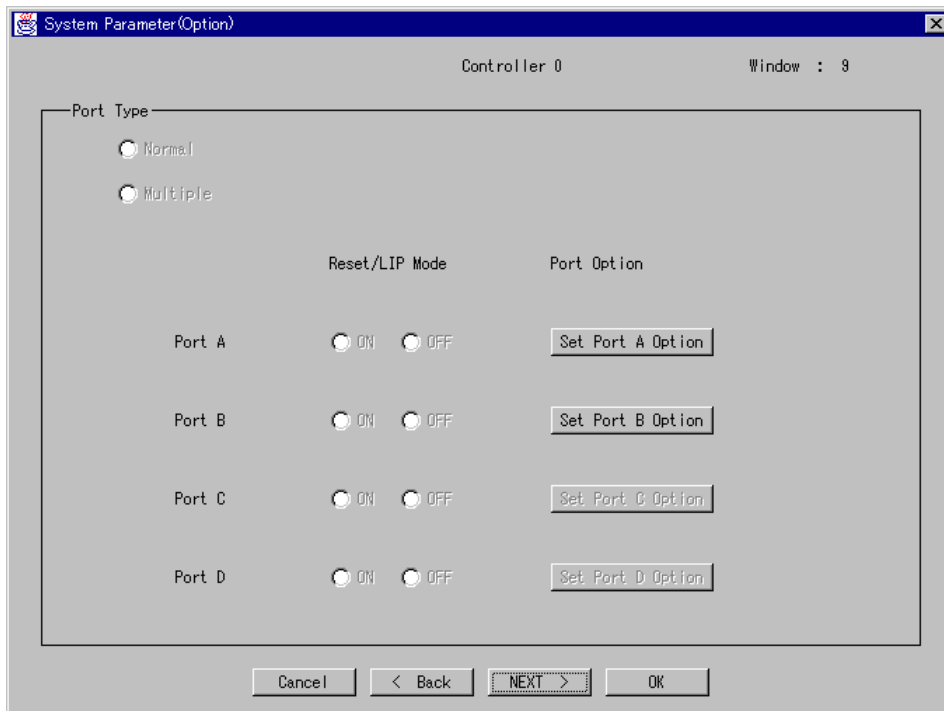 System Parameter(Option)
Controller 0 Window : 9
Port Type
Normal
Multiple
Reset/LIP Mode Port Option
Port A ON OFF Set Port A Option
Port B ON OFF Set Port B Option
Port C ON OFF Set Port C Option
Port D ON OFF Set Port D Option
Cancel < Back NEXT > OK